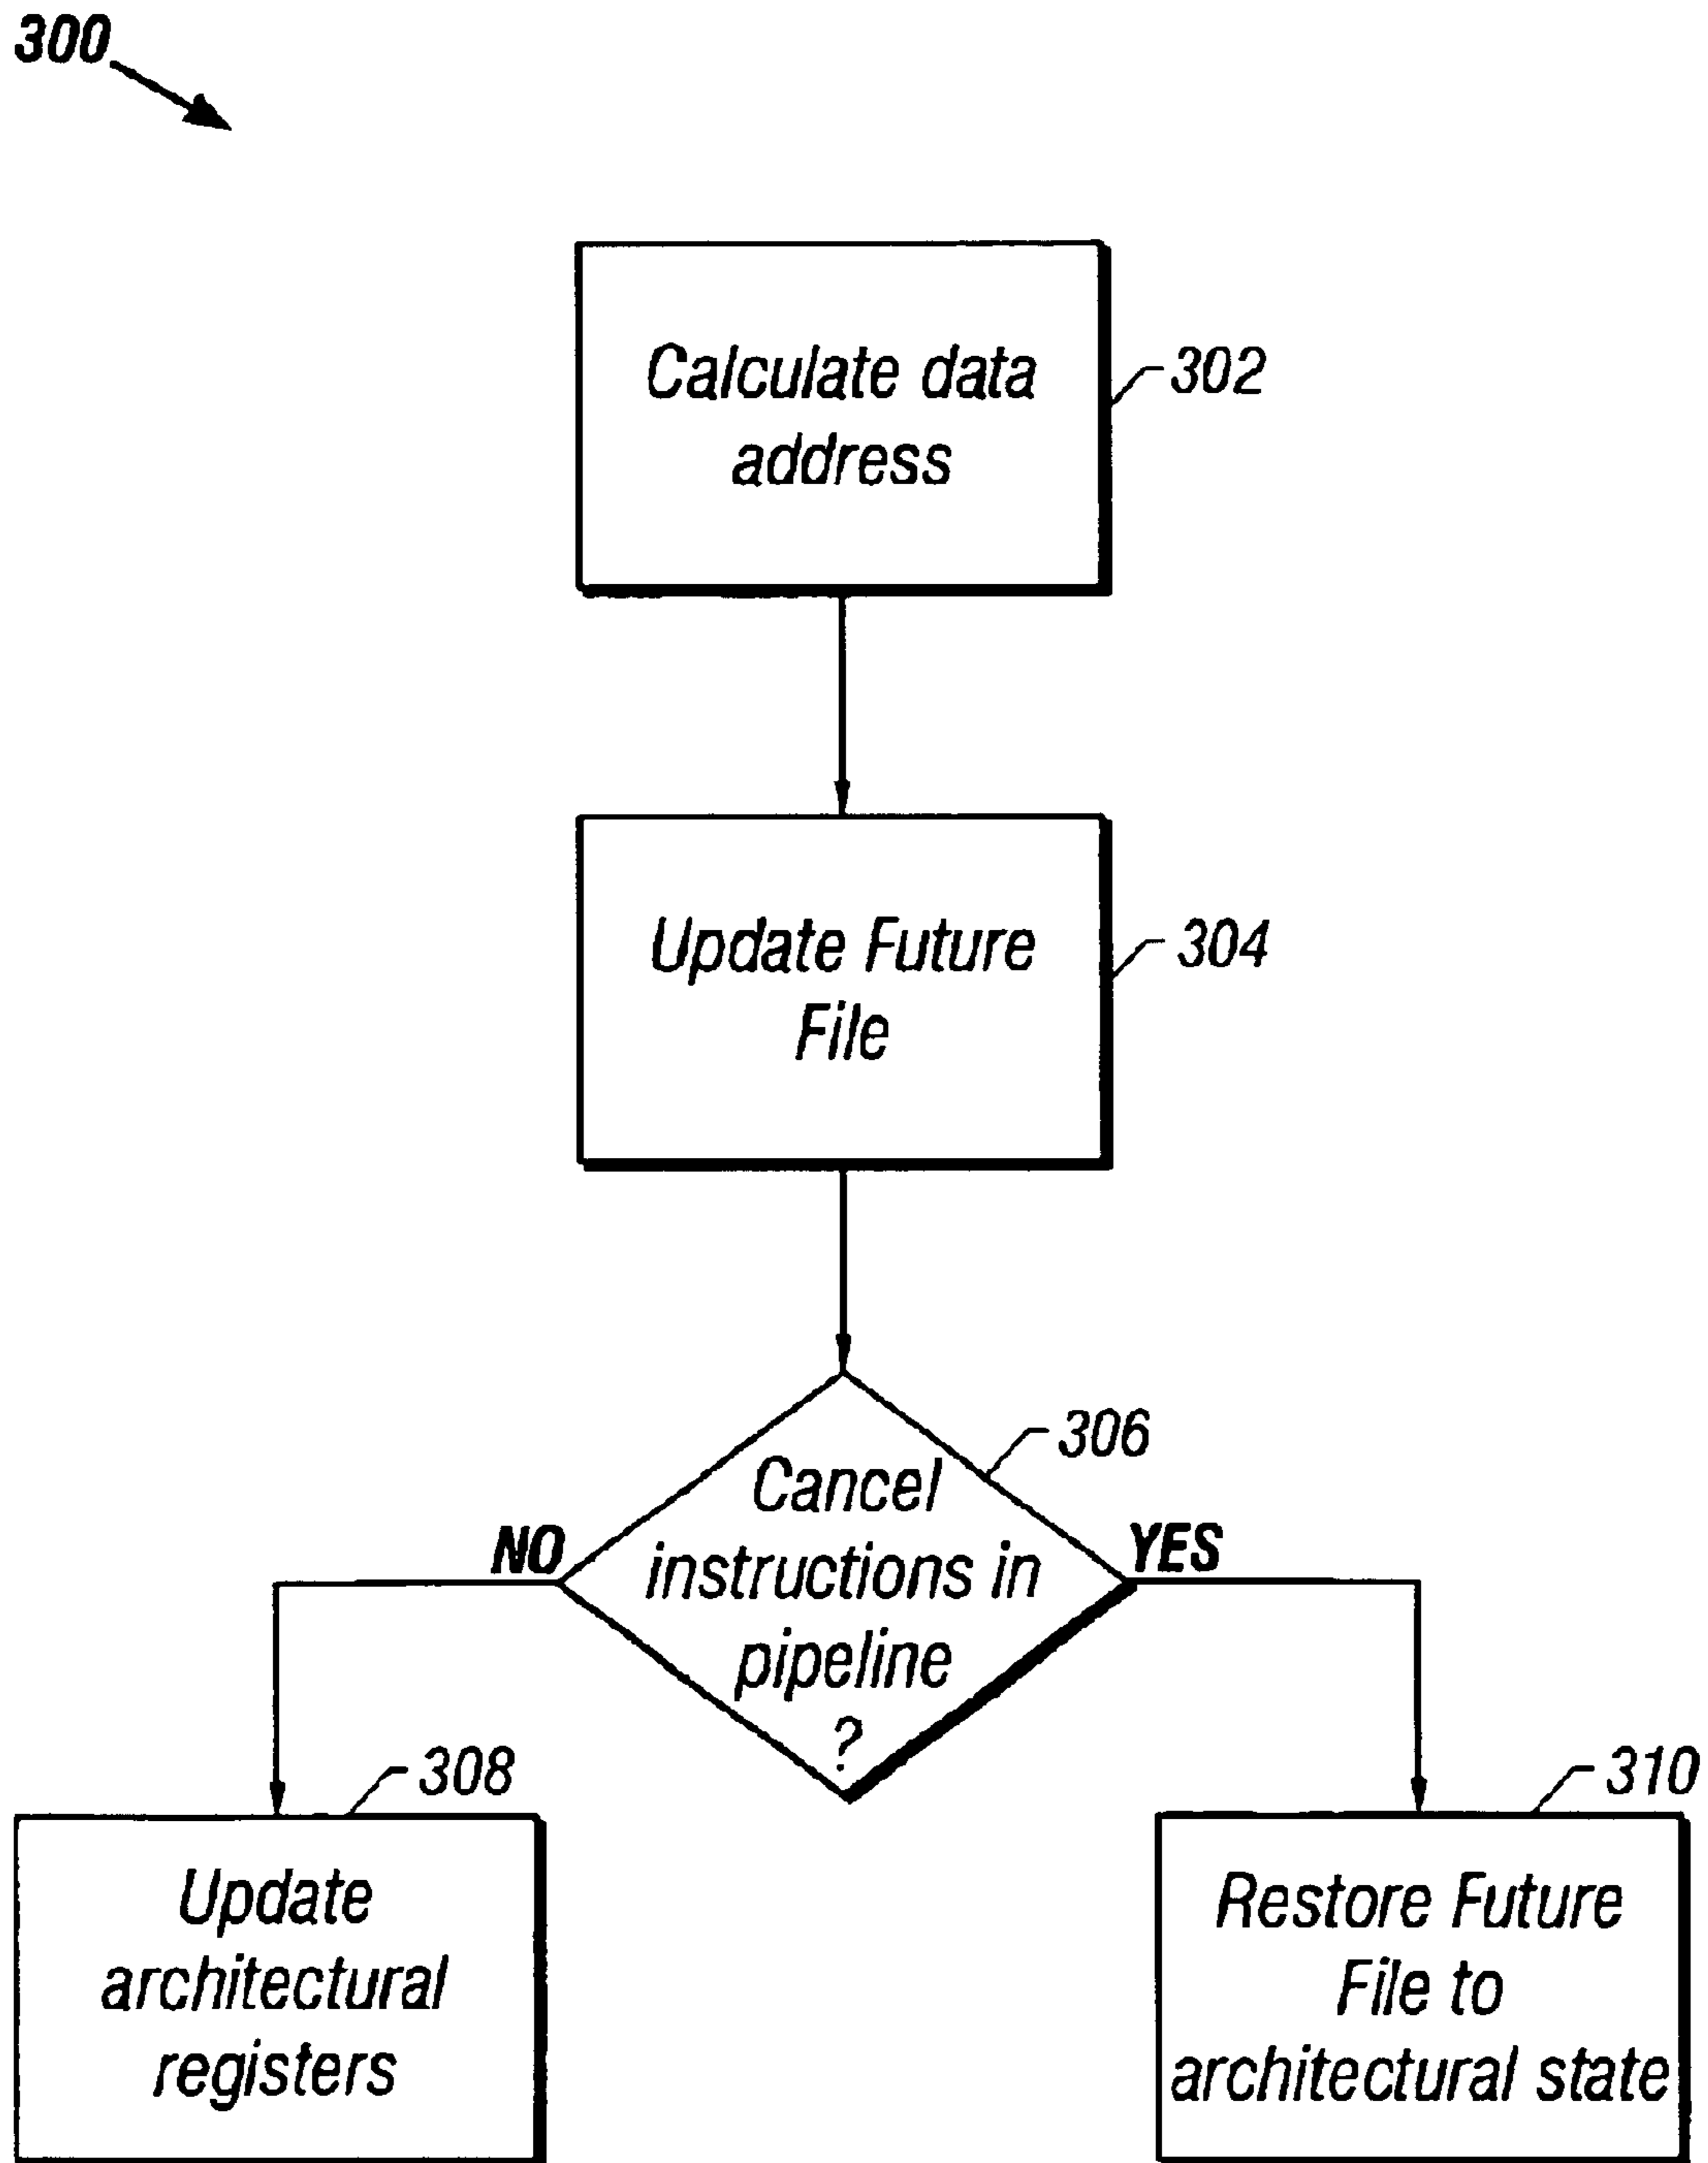 300
Calculate data
address
302
Update Future
File
304
Cancel
instructions in
pipeline
?
306
NO
YES
308
Update
architectural
registers
310
Restore Future
File to
architectural state